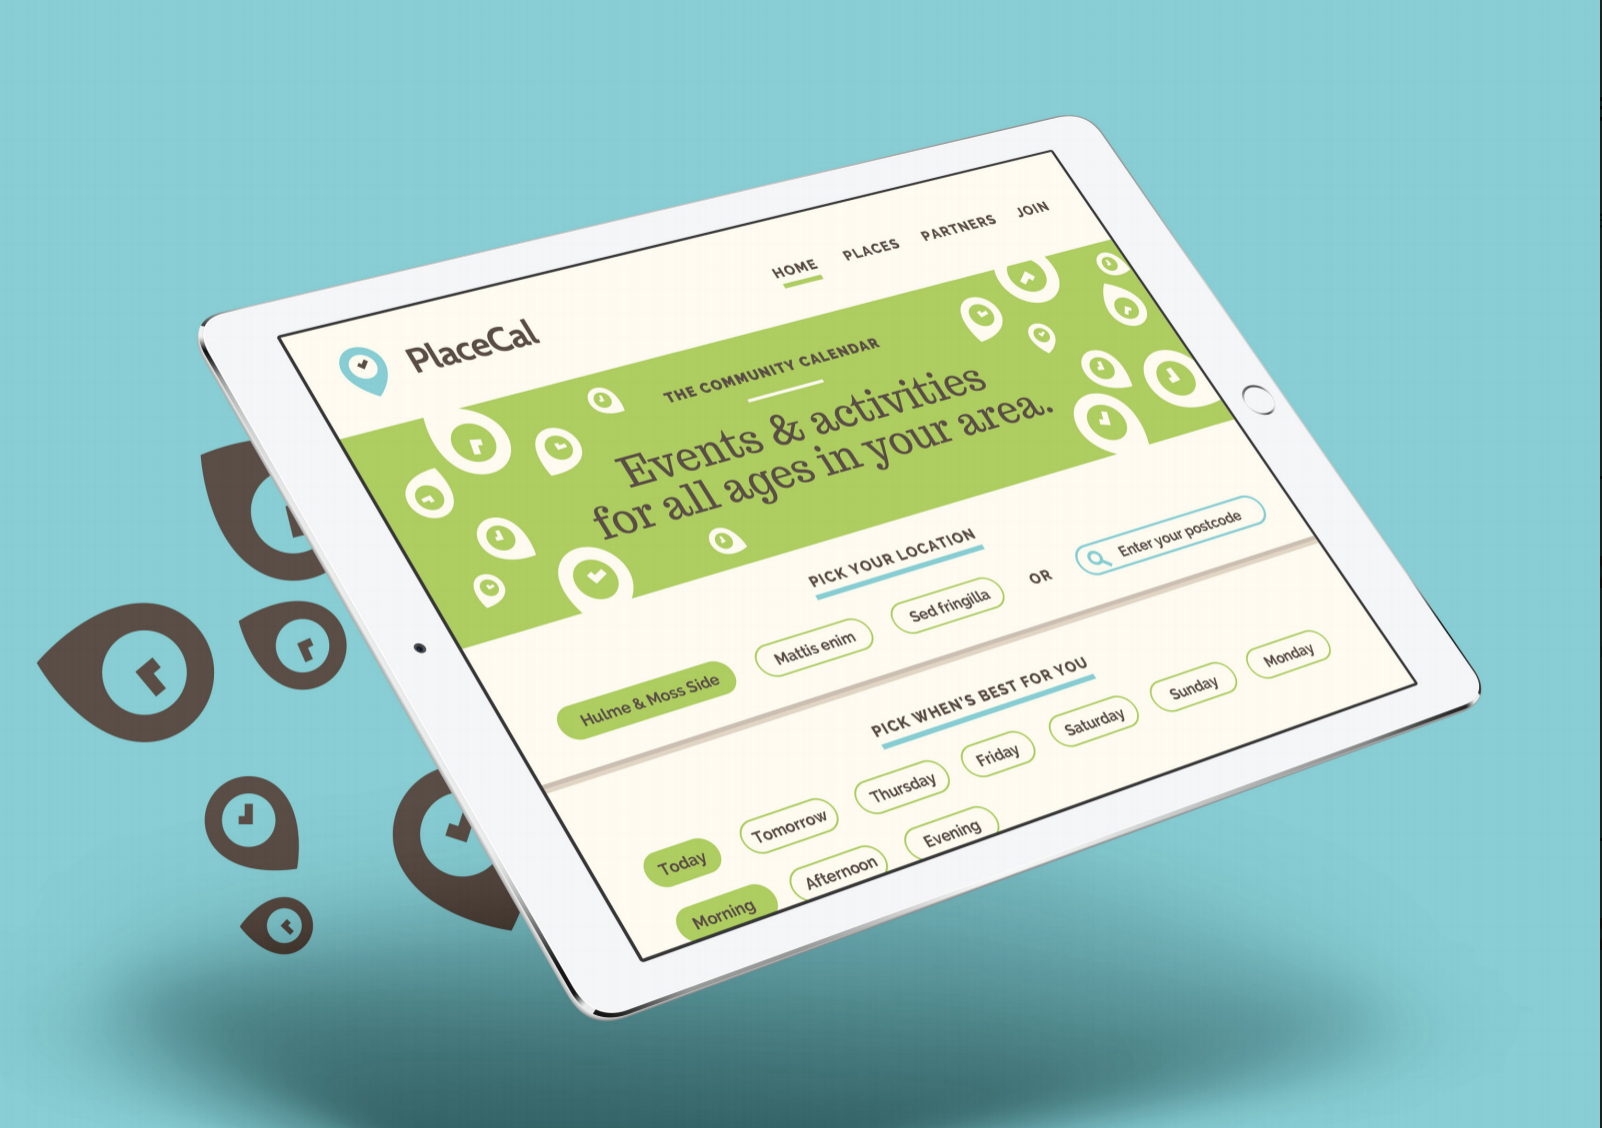 HOME PLACES PARTNERS JOIN
PlaceCal
THE COMMUNITY CALENDAR
Events & activities
for all ages in your area.
PICK YOUR LOCATION
Hulme & Moss Side Mattis enim Sed fringilla OR Enter your postcode
PICK WHEN'S BEST FOR YOU
Today Tomorrow Thursday Friday Saturday Sunday Monday
Morning Afternoon Evening